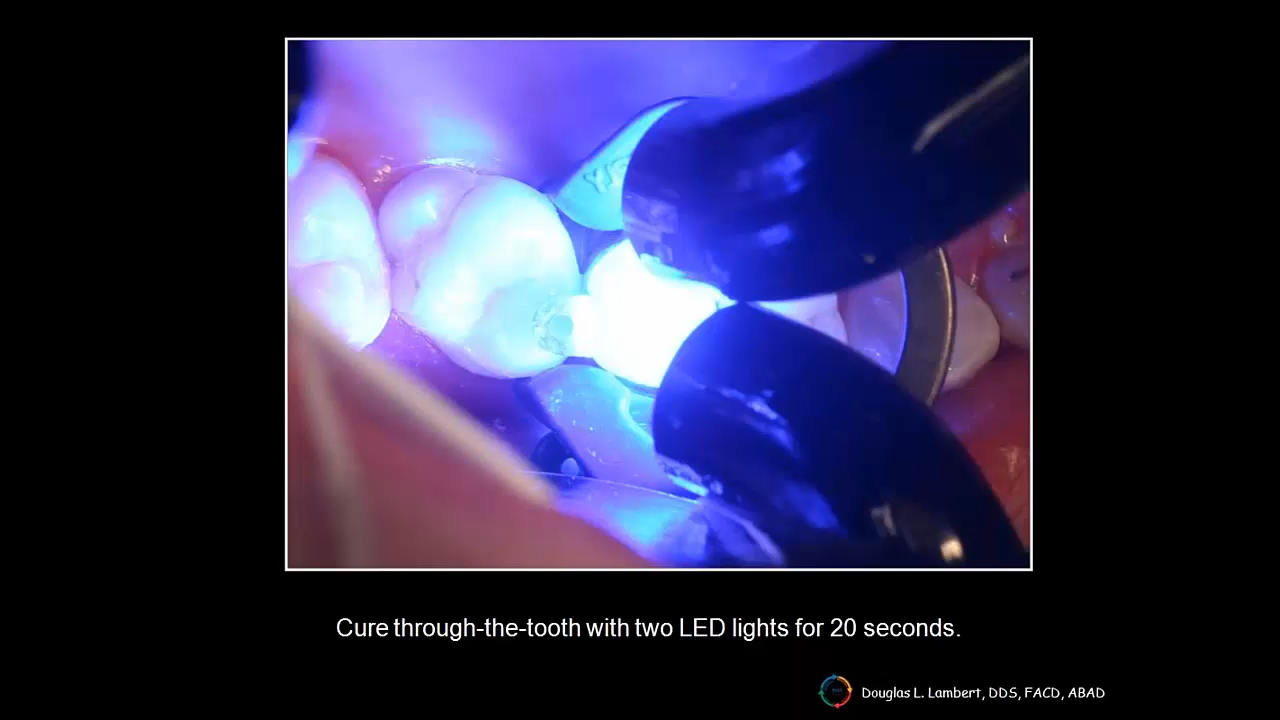 Cure through-the-tooth with two LED lights for 20 seconds.
Douglas L. Lambert, DDS, FACD, ABAD